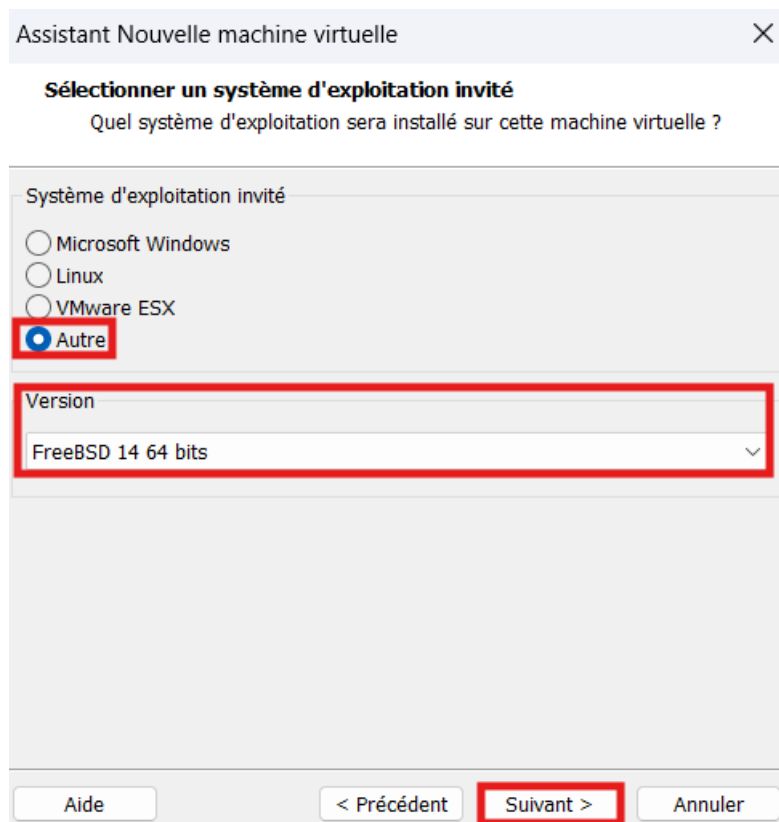 Assistant Nouvelle machine virtuelle
Sélectionner un système d'exploitation invité
Quel système d'exploitation sera installé sur cette machine virtuelle ?
Système d'exploitation invité
Microsoft Windows
Linux
VMware ESX
Autre
Version
FreeBSD 14 64 bits
Aide < Précédent Suivant > Annuler